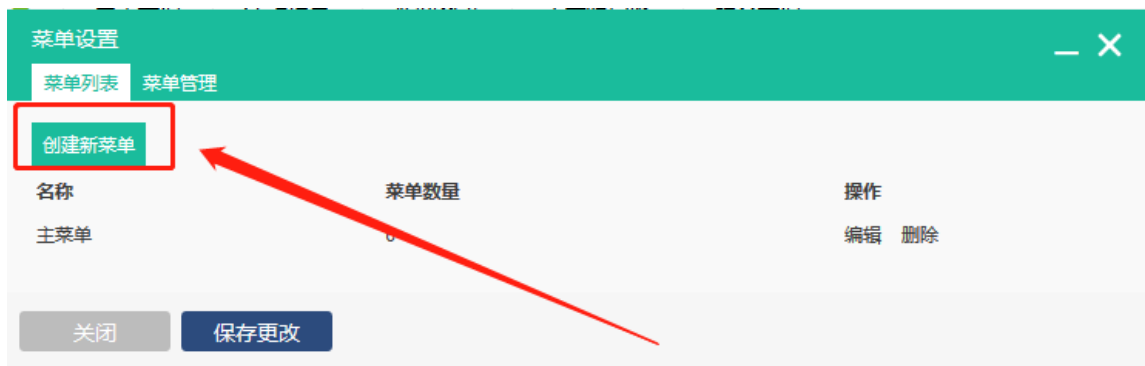 菜单设置
菜单列表 菜单管理
创建新菜单
名称 菜单数量 操作
主菜单 编辑 删除
关闭 保存更改